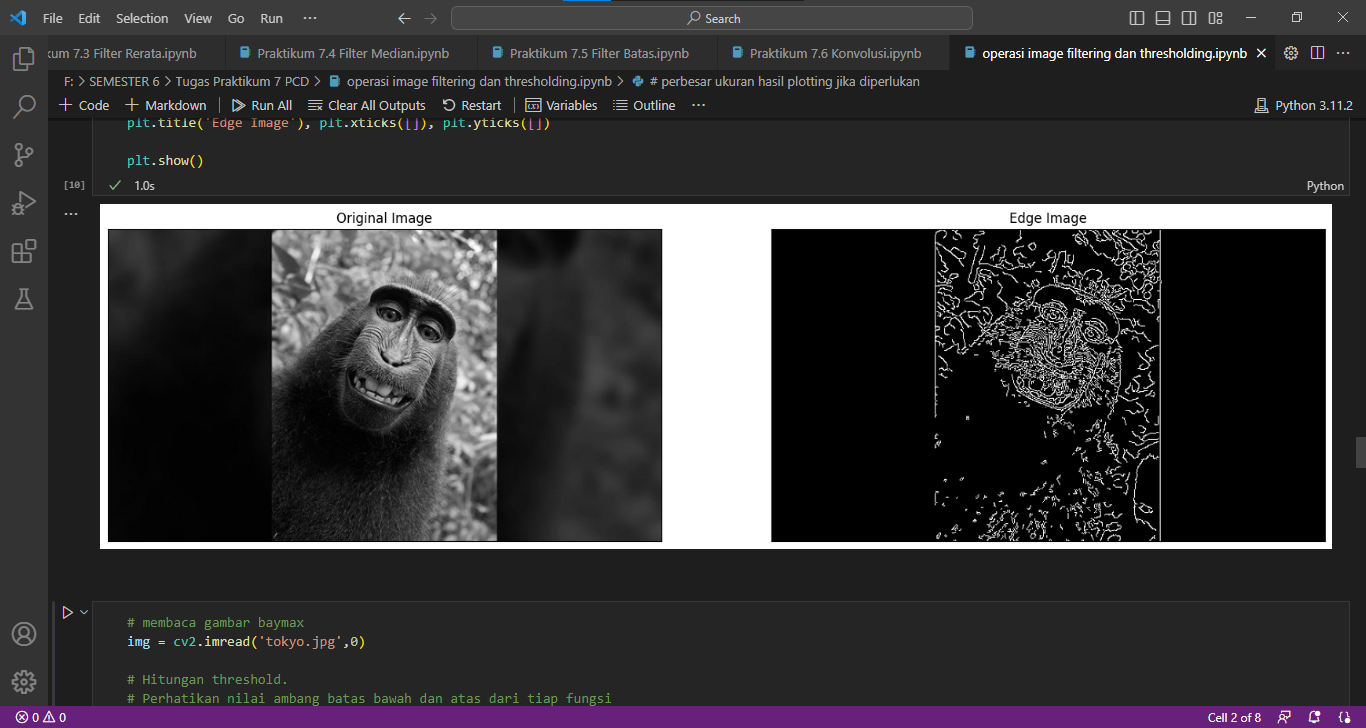 File Edit Selection View Go Run ··· Search
kum 7.3 Filter Rerata.ipynb Praktikum 7.4 Filter Median.ipynb Praktikum 7.5 Filter Batas.ipynb Praktikum 7.6 Konvolusi.ipynb operasi image filtering dan thresholding.ipynb
F: > SEMESTER 6 > Tugas Praktikum 7 PCD > operasi image filtering dan thresholding.ipynb > # perbesar ukuran hasil plotting jika diperlukan
+ Code + Markdown Run All Clear All Outputs Restart Variables Outline ··· Python 3.11.2
plt.title('Edge Image'), plt.xticks([]), plt.yticks([])
plt.show()
[10] ✓ 1.0s Python
Original Image Edge Image
# membaca gambar baymax
img = cv2.imread('tokyo.jpg',0)
# Hitungan threshold.
# Perhatikan nilai ambang batas bawah dan atas dari tiap fungsi
0 0 Cell 2 of 8